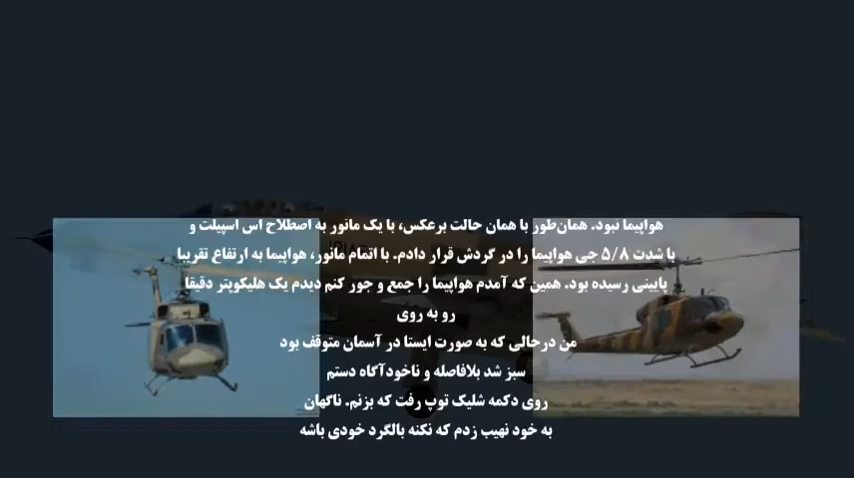 هواپیما نبود. همان‌طور با همان حالت برعکس، با یک مانور به اصطلاح اس اسپیلت و
با شدت ۵/۸ جی هواپیما را در گردش قرار دادم. با اتمام مانور، هواپیما به ارتفاع تقریبا
پایینی رسیده بود. همین که آمدم هواپیما را جمع و جور کنم دیدم یک هلیکوپتر دقیقا
رو به روی
من درحالی که به صورت ایستا در آسمان متوقف بود
سبز شد بلافاصله و ناخودآگاه دستم
روی دکمه شلیک توپ رفت که بزنم. ناگهان
به خود نهیب زدم که نکنه بالگرد خودی باشه